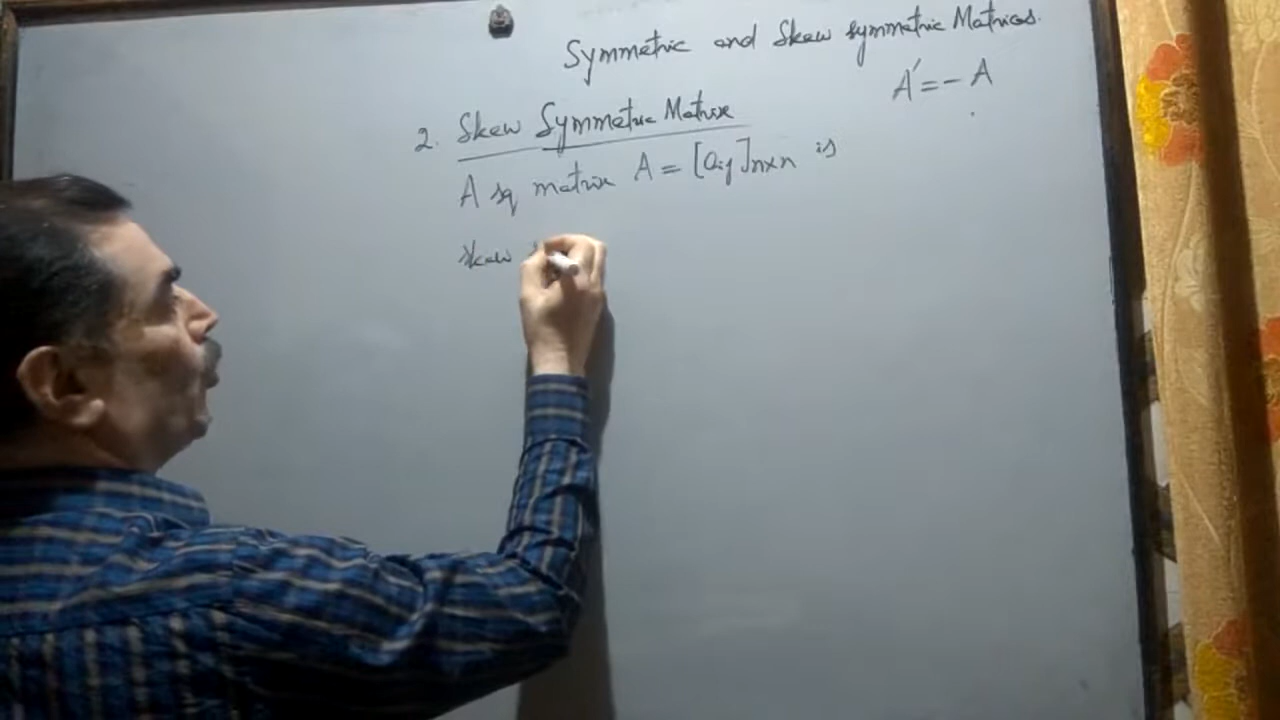 Symmetric and Skew symmetric Matrices.
A' = - A
2. Skew Symmetric Matrix
A sq matrix A = [aij]n×n is
skew